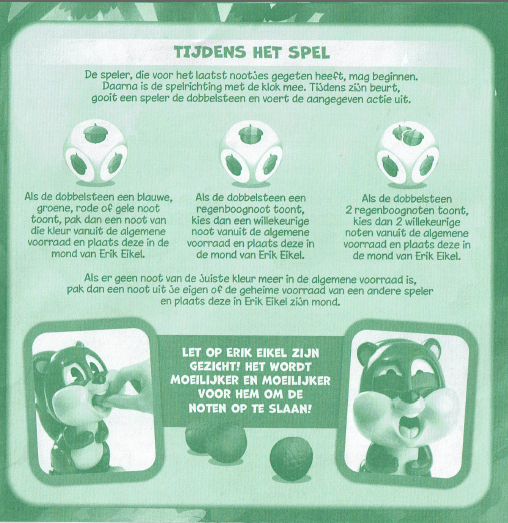 TIJDENS HET SPEL
De speler, die voor het laatst nootjes gegeten heeft, mag beginnen.
Daarna is de spelrichting met de klok mee. Tijdens zijn beurt,
gooit een speler de dobbelsteen en voert de aangegeven actie uit.
Als de dobbelsteen een blauwe,
groene, rode of gele noot
toont, pak dan een noot van
die kleur vanuit de algemene
voorraad en plaats deze in de
mond van Erik Eikel.
Als de dobbelsteen een
regenboognoot toont,
kies dan een willekeurige
noot vanuit de algemene
voorraad en plaats deze in
de mond van Erik Eikel.
Als de dobbelsteen
2 regenboognoten toont,
kies dan 2 willekeurige
noten vanuit de algemene
voorraad en plaats deze in
de mond van Erik Eikel.
Als er geen noot van de juiste kleur meer in de algemene voorraad is,
pak dan een noot uit je eigen of de geheime voorraad van een andere speler
en plaats deze in Erik Eikel zijn mond.
LET OP ERIK EIKEL ZIJN
GEZICHT! HET WORDT
MOEILIJKER EN MOEILIJKER
VOOR HEM OM DE
NOTEN OP TE SLAAN!